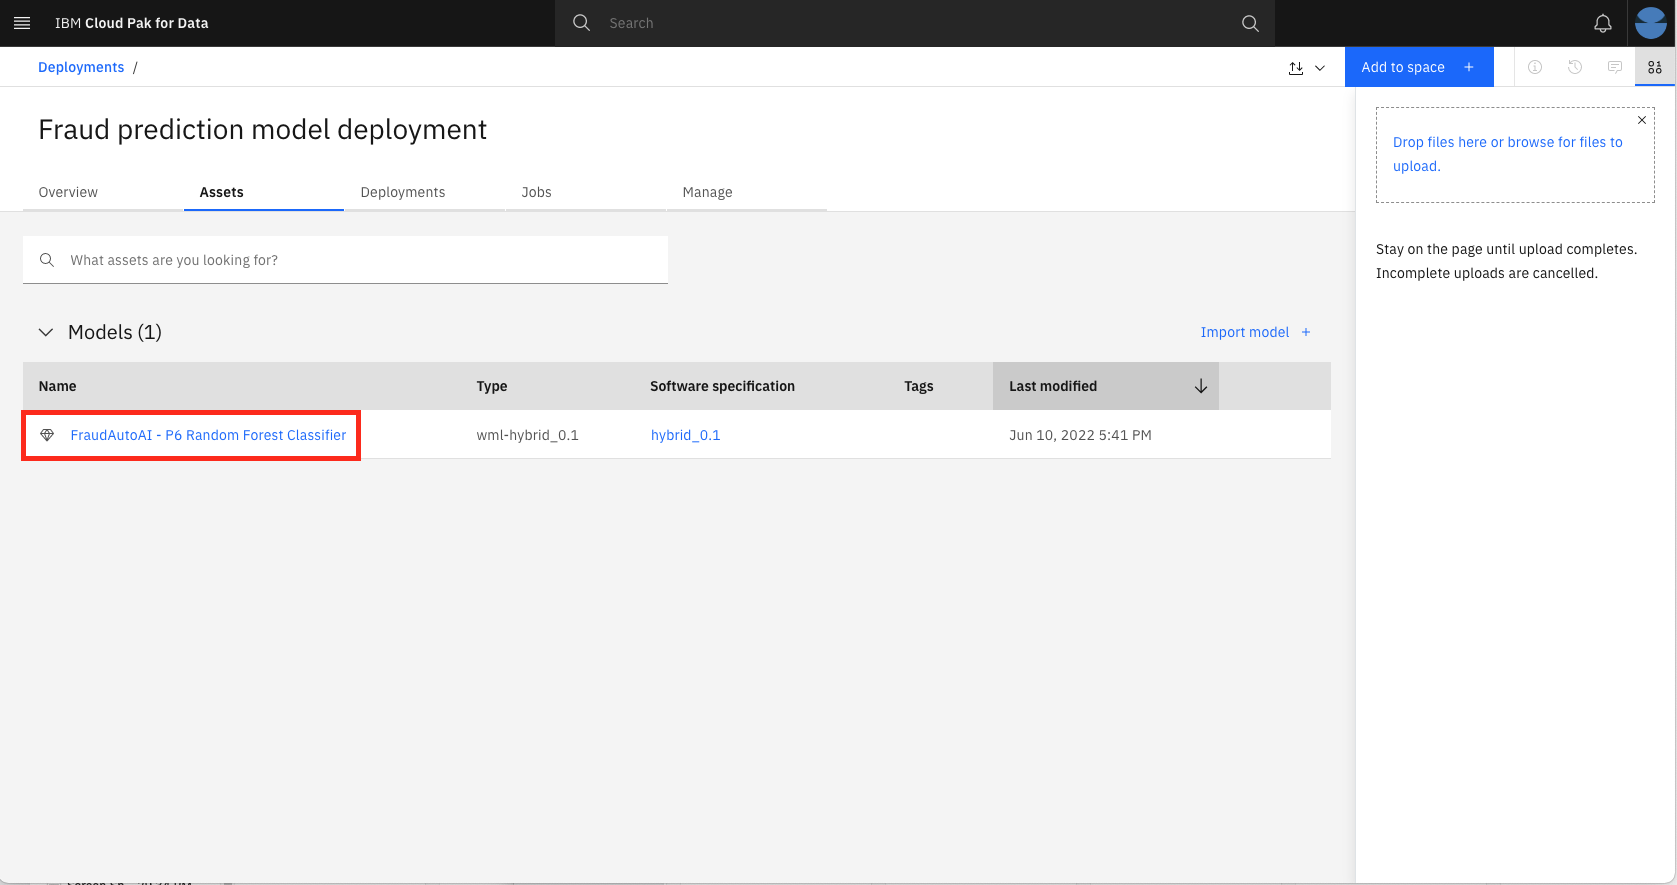 IBM Cloud Pak for Data
Search
Deployments /
Add to space +
Fraud prediction model deployment
Overview
Assets
Deployments
Jobs
Manage
Drop files here or browse for files to
upload.
Stay on the page until upload completes.
Incomplete uploads are cancelled.
What assets are you looking for?
Models (1)
Import model +
Name
Type
Software specification
Tags
Last modified
FraudAutoAI - P6 Random Forest Classifier
wml-hybrid_0.1
hybrid_0.1
Jun 10, 2022 5:41 PM